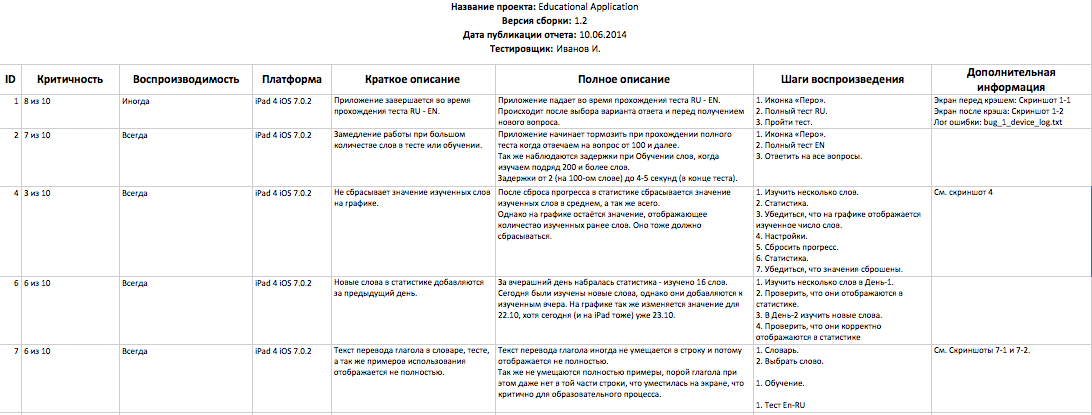 Название проекта: Educational Application
Версия сборки: 1.2
Дата публикации отчета: 10.06.2014
Тестировщик: Иванов И.
ID Критичность Воспроизводимость Платформа Краткое описание Полное описание Шаги воспроизведения Дополнительная информация
1 8 из 10 Иногда iPad 4 iOS 7.0.2
Приложение завершается во время
прохождения теста RU - EN.
Приложение падает во время прохождения теста RU - EN.
Происходит после выбора варианта ответа и перед получением
нового вопроса.
1. Иконка «Перо».
2. Полный тест RU.
3. Пройти тест.
Экран перед крэшем: Скриншот 1-1
Экран после крэша: Скриншот 1-2
Лог ошибки: bug_1_device_log.txt
2 7 из 10 Всегда iPad 4 iOS 7.0.2
Замедление работы при большом
количестве слов в тесте или обучении.
Приложение начинает тормозить при прохождении полного
теста когда отвечаем на вопрос от 100 и далее.
Так же наблюдаются задержки при Обучении слов, когда
изучаем подряд 200 и более слов.
Задержки от 2 (на 100-ом слове) до 4-5 секунд (в конце теста).
1. Иконка «Перо».
2. Полный тест EN
3. Ответить на все вопросы.
4 3 из 10 Всегда iPad 4 iOS 7.0.2
Не сбрасывает значение изученных слов
на графике.
После сброса прогресса в статистике сбрасывается значение
изученных слов в среднем, а так же всего.
Однако на графике остаётся значение, отображающее
количество изученных ранее слов. Оно тоже должно
сбрасываться.
1. Изучить несколько слов.
2. Статистика.
3. Убедиться, что на графике отображается
изученное число слов.
4. Настройки.
5. Сбросить прогресс.
6. Статистика.
7. Убедиться, что значения сброшены.
См. скриншот 4
6 6 из 10 Всегда iPad 4 iOS 7.0.2
Новые слова в статистике добавляются
за предыдущий день.
За вчерашний день набралась статистика - изучено 16 слов.
Сегодня были изучены новые слова, однако они добавляются к
изученным вчера. На графике так же изменяется значение для
22.10, хотя сегодня (и на iPad тоже) уже 23.10.
1. Изучить несколько слов в День-1.
2. Проверить, что они отображаются в
статистике.
3. В День-2 изучить новые слова.
4. Проверить, что они корректно
отображаются в статистике
7 6 из 10 Всегда iPad 4 iOS 7.0.2
Текст перевода глагола в словаре, тесте,
а так же примеров использования
отображается не полностью.
Текст перевода глагола иногда не умещается в строку и потому
отображается не полностью.
Так же не умещаются полностью примеры, порой глагола при
этом даже нет в той части строки, что уместилась на экране, что
критично для образовательного процесса.
1. Словарь.
2. Выбрать слово.
1. Обучение.
1. Тест En-RU
См. Скриншоты 7-1 и 7-2.